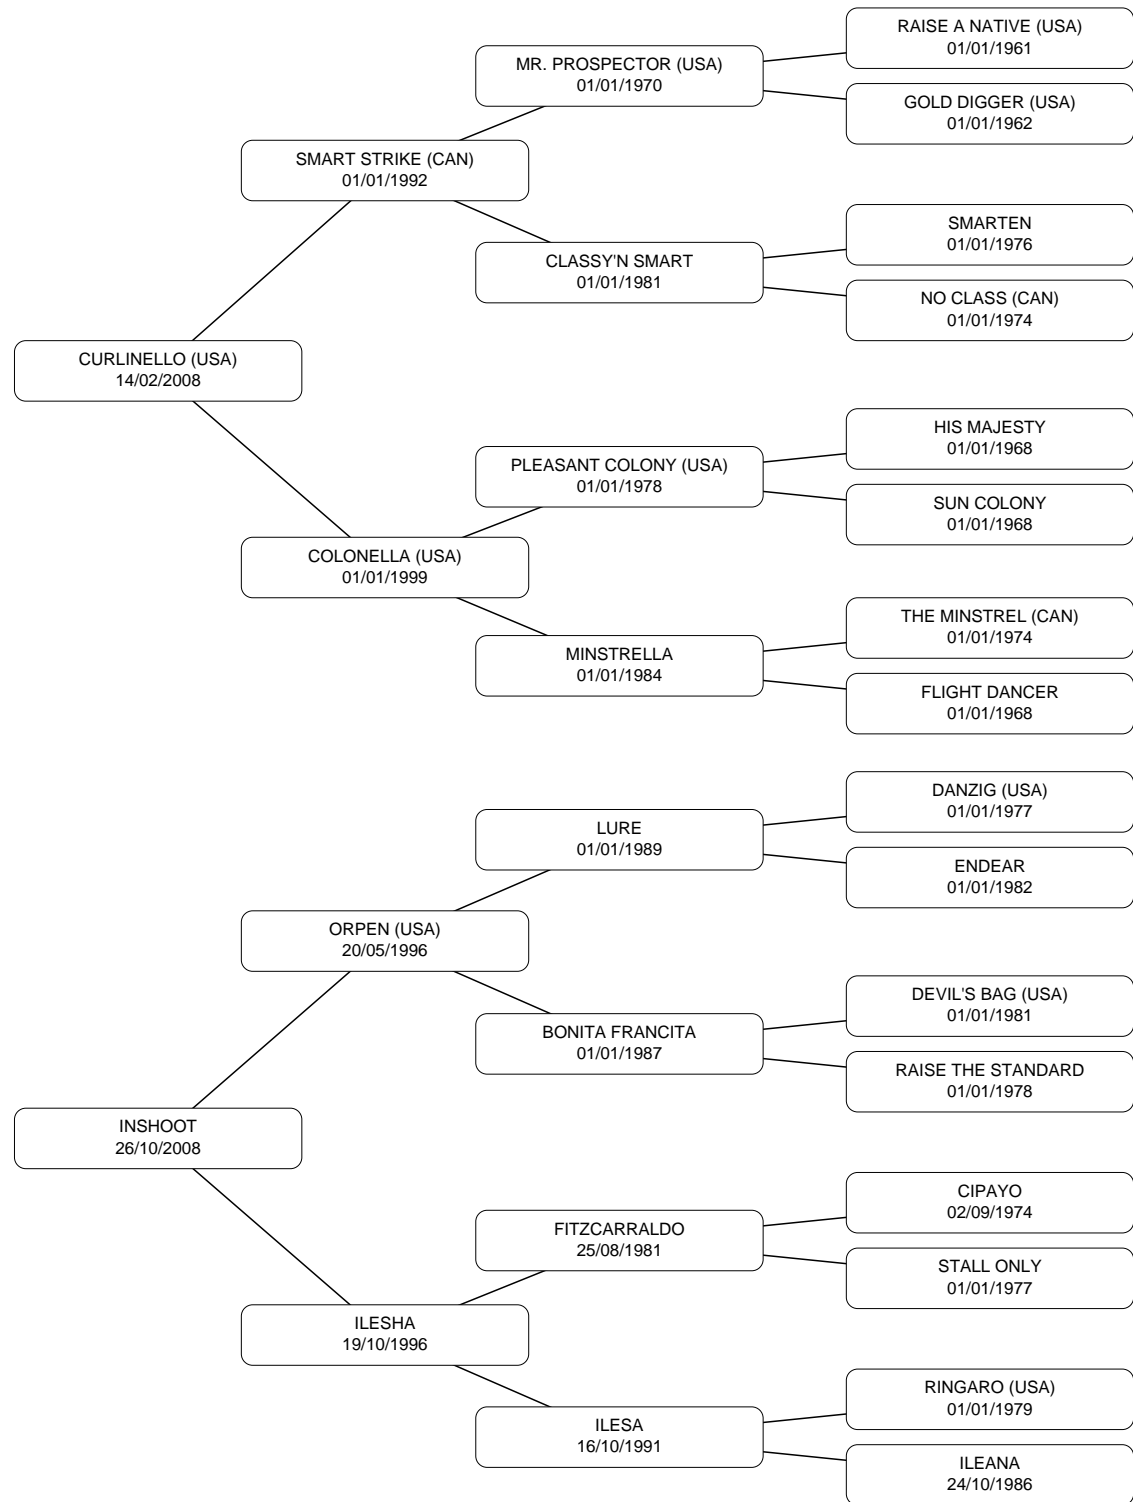 RAISE A NATIVE (USA)
01/01/1961
MR. PROSPECTOR (USA)
01/01/1970
GOLD DIGGER (USA)
01/01/1962
SMART STRIKE (CAN)
01/01/1992
SMARTEN
01/01/1976
CLASSY'N SMART
01/01/1981
NO CLASS (CAN)
01/01/1974
CURLINELLO (USA)
14/02/2008
HIS MAJESTY
01/01/1968
PLEASANT COLONY (USA)
01/01/1978
SUN COLONY
01/01/1968
COLONELLA (USA)
01/01/1999
THE MINSTREL (CAN)
01/01/1974
MINSTRELLA
01/01/1984
FLIGHT DANCER
01/01/1968
DANZIG (USA)
01/01/1977
LURE
01/01/1989
ENDEAR
01/01/1982
ORPEN (USA)
20/05/1996
DEVIL'S BAG (USA)
01/01/1981
BONITA FRANCITA
01/01/1987
RAISE THE STANDARD
01/01/1978
INSHOOT
26/10/2008
CIPAYO
02/09/1974
FITZCARRALDO
25/08/1981
STALL ONLY
01/01/1977
ILESHA
19/10/1996
RINGARO (USA)
01/01/1979
ILESA
16/10/1991
ILEANA
24/10/1986